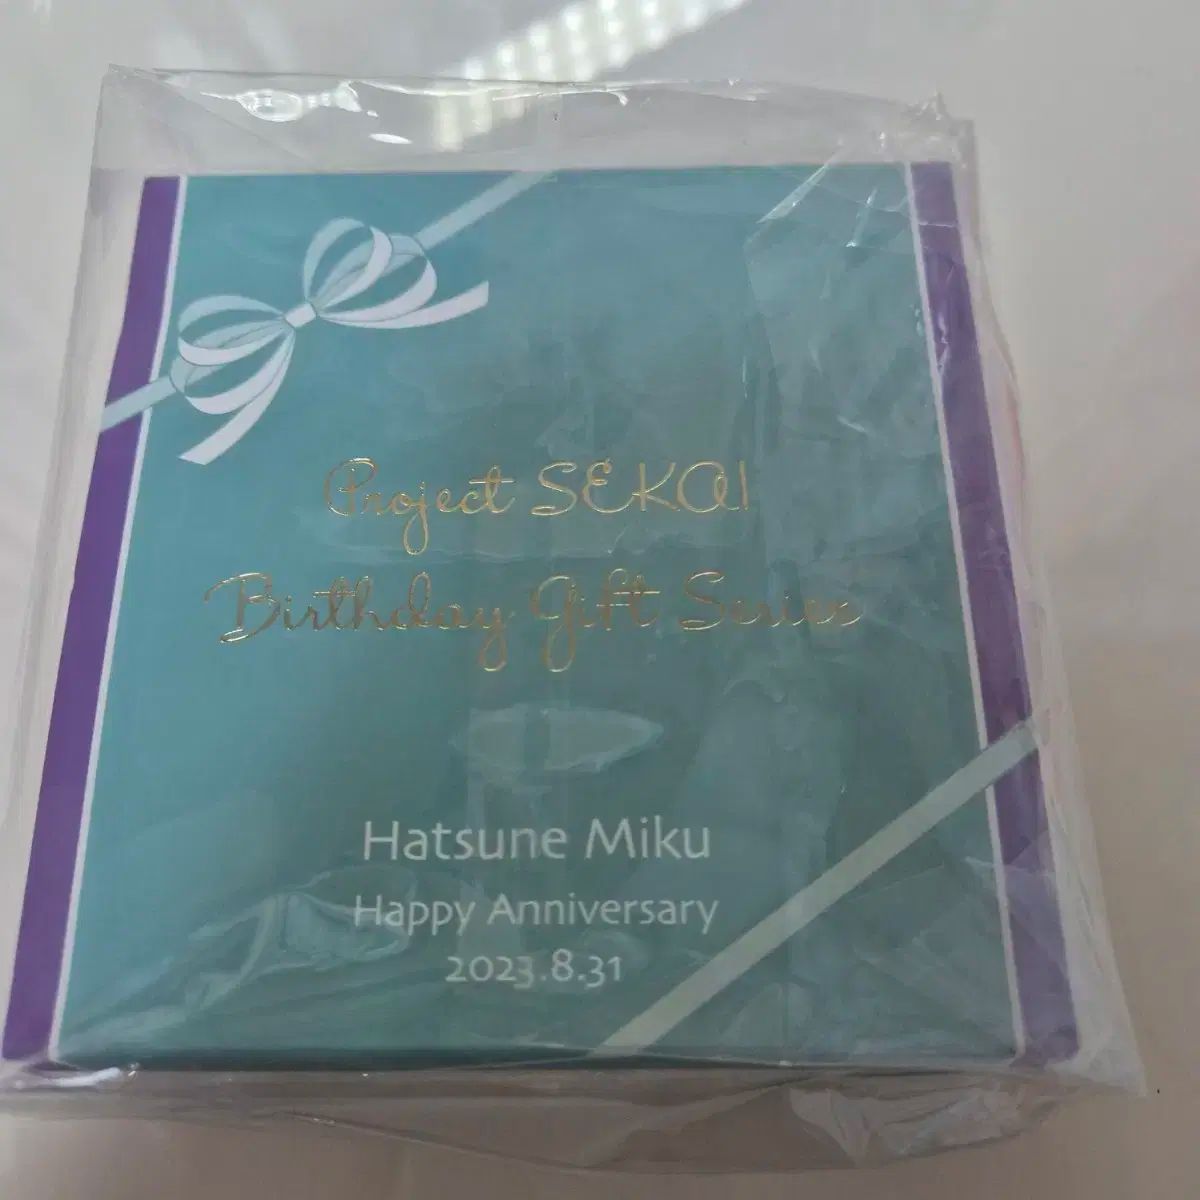 Project SEKAI
Birthday Gift Series
Hatsune Miku
Happy Anniversary
2023.8.31